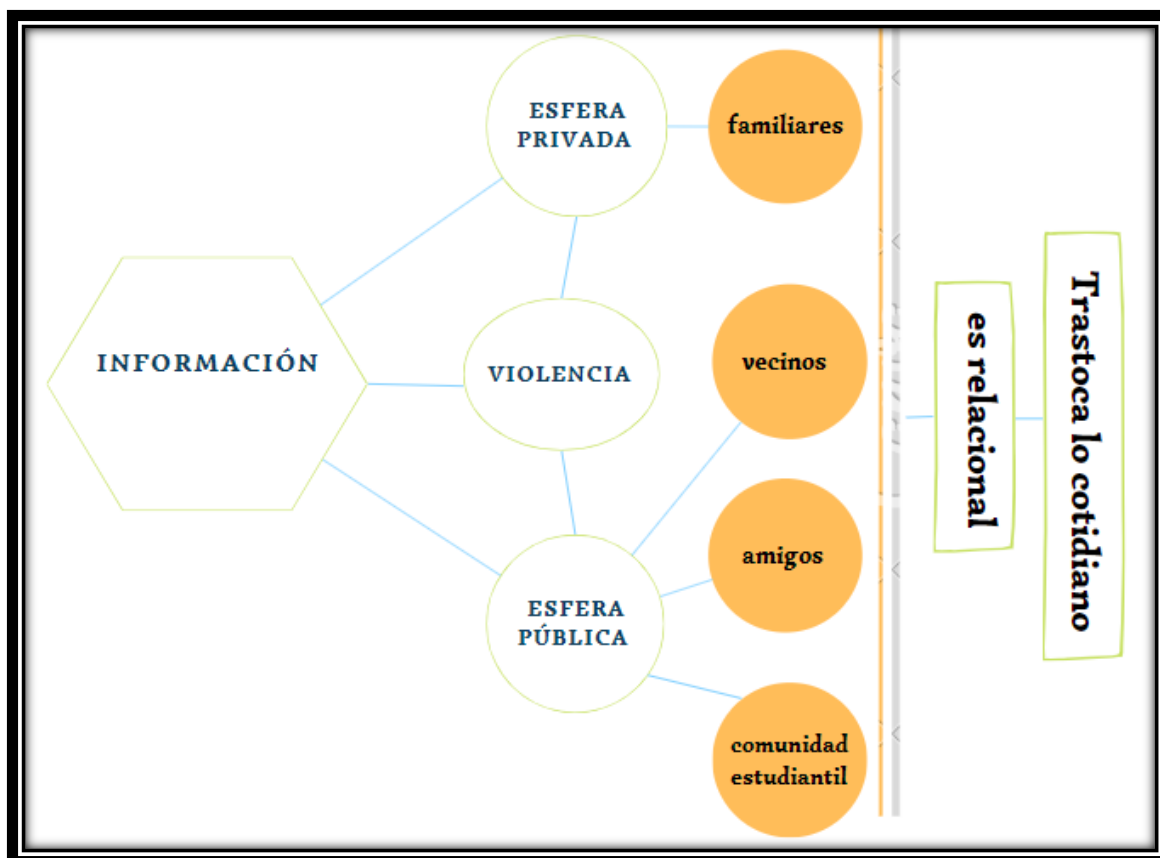 ESFERA
PRIVADA
familiares
INFORMACIÓN
VIOLENCIA
vecinos
amigos
ESFERA
PÚBLICA
comunidad
estudiantil
es relacional
Trastoca lo cotidiano